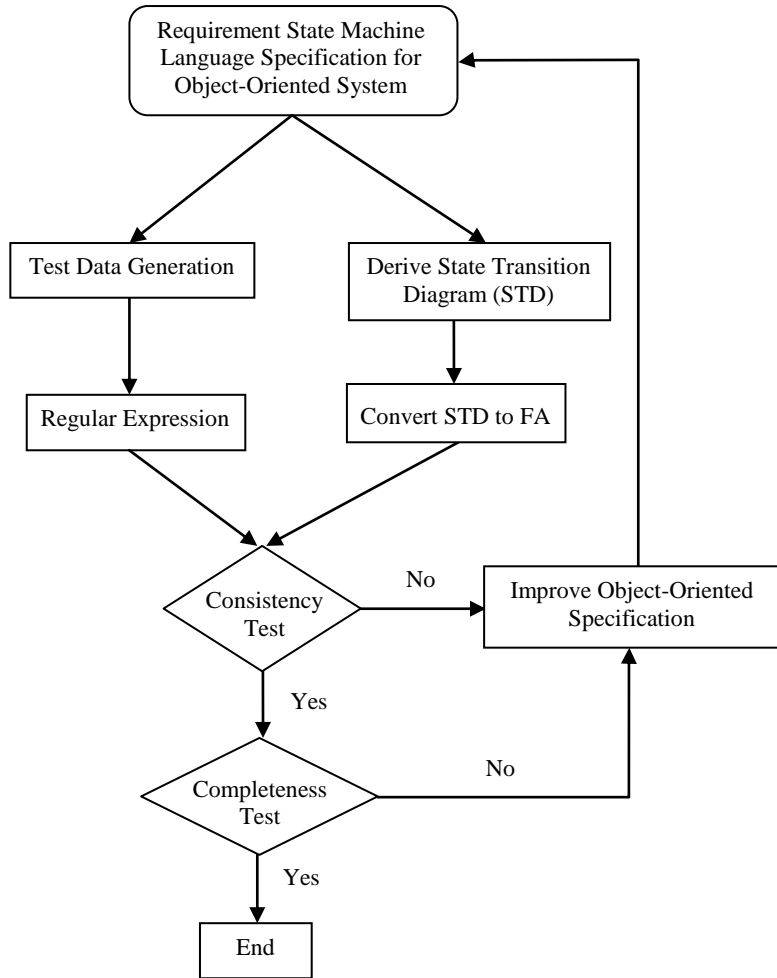 Requirement State Machine
Language Specification for
Object-Oriented System
Test Data Generation
Derive State Transition
Diagram (STD)
Regular Expression
Convert STD to FA
Consistency
Test
No
Improve Object-Oriented
Specification
Yes
Completeness
Test
No
Yes
End